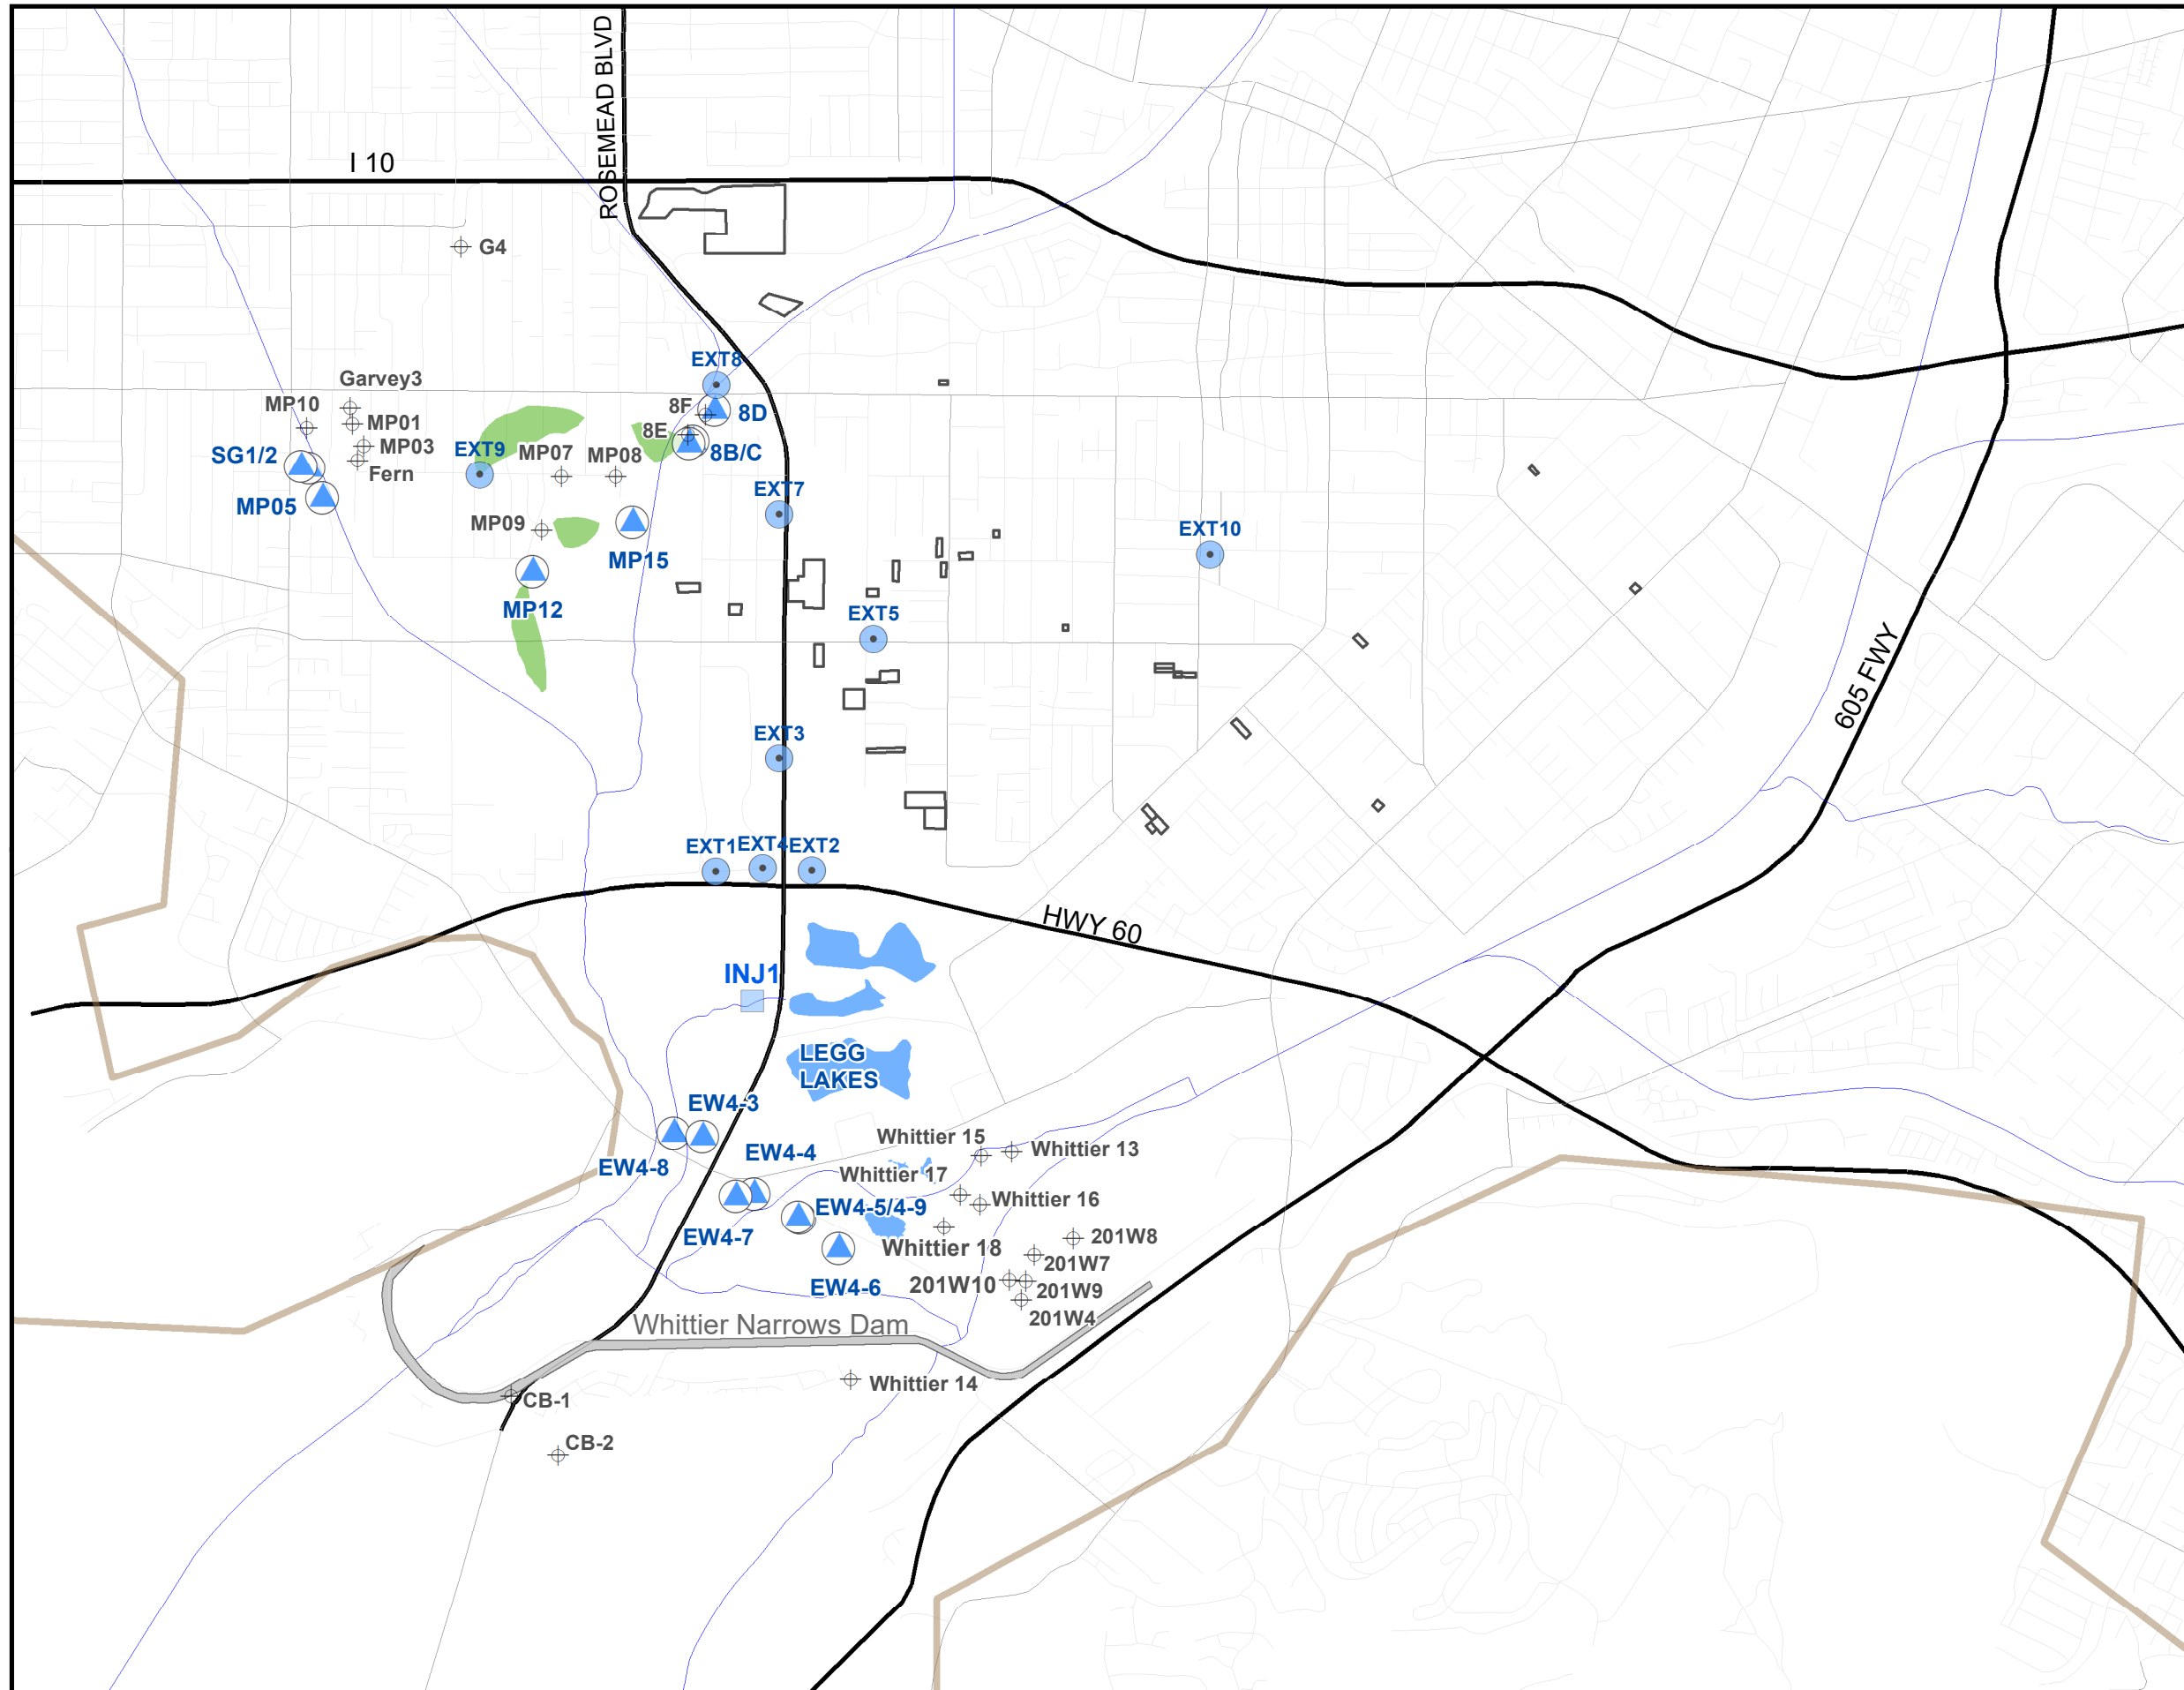 ROSEMEAD BLVD
I 10
G4
EXT8
Garvey3
MP10
8F
8D
MP01
8E
MP03
SG1/2
EXT9
MP07
MP08
8B/C
Fern
EXT7
MP05
MP09
EXT10
MP15
MP12
EXT5
605 FWY
EXT3
EXT1
EXT4
EXT2
HWY 60
INJ1
LEGG
LAKES
EW4-3
Whittier 15
Whittier 13
EW4-4
EW4-8
Whittier 17
Whittier 16
EW4-5/4-9
EW4-7
201W8
Whittier 18
201W7
EW4-6
201W10
201W9
201W4
Whittier Narrows Dam
Whittier 14
CB-1
CB-2